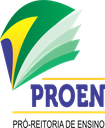 PROEN
PRÓ-REITORIA DE ENSINO